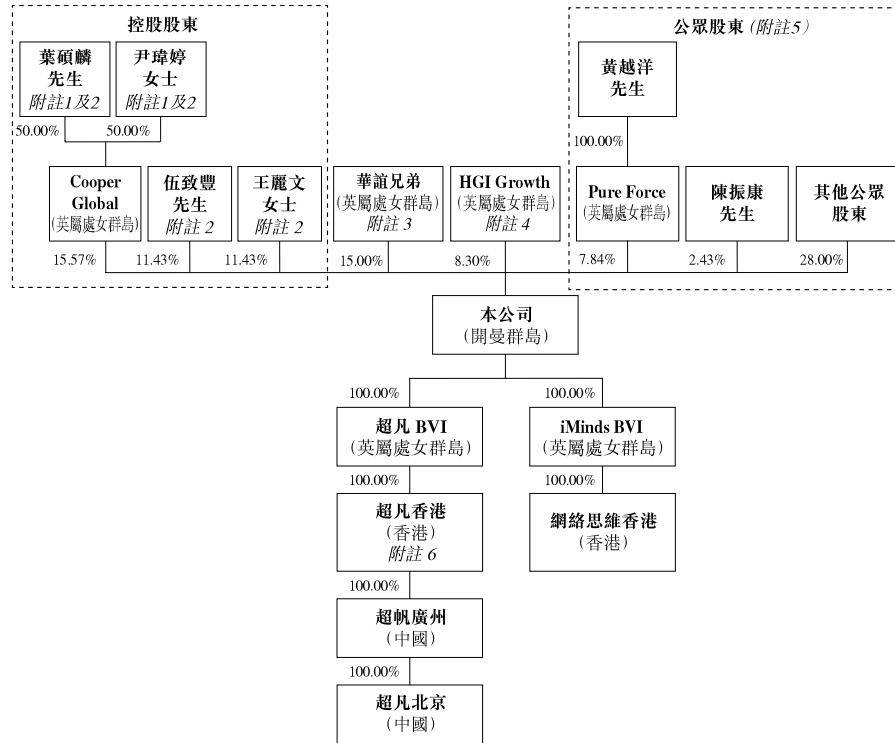 控股股東
公眾股東 (附註5)
葉碩麟
先生
附註1及2
尹瑋婷
女士
附註1及2
黃越洋
先生
50.00%
50.00%
100.00%
Cooper
Global
(英屬處女群島)
伍致豐
先生
附註 2
王麗文
女士
附註 2
華誼兄弟
(英屬處女群島)
附註 3
HGI Growth
(英屬處女群島)
附註 4
Pure Force
(英屬處女群島)
陳振康
先生
其他公眾
股東
15.57%
11.43%
11.43%
15.00%
8.30%
7.84%
2.43%
28.00%
本公司
(開曼群島)
100.00%
100.00%
超凡 BVI
(英屬處女群島)
iMinds BVI
(英屬處女群島)
100.00%
100.00%
超凡香港
(香港)
附註 6
網絡思維香港
(香港)
100.00%
超帆廣州
(中國)
100.00%
超凡北京
(中國)